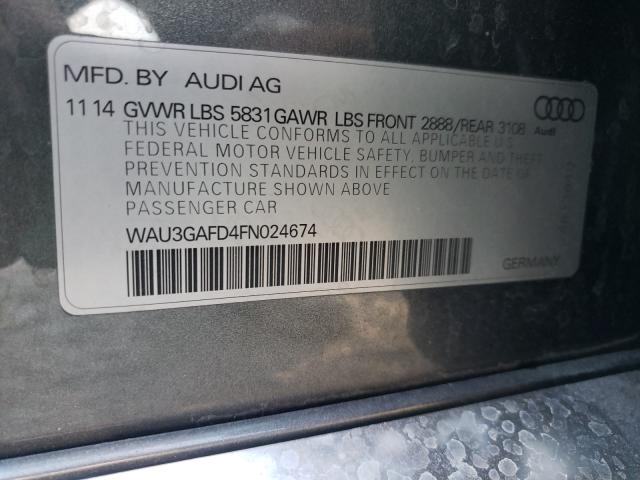 MFD. BY AUDI AG
11 14 GVWR LBS 5831 GAWR LBS FRONT 2888/REAR 3108
Audi
THIS VEHICLE CONFORMS TO ALL APPLICABLE U.S.
FEDERAL MOTOR VEHICLE SAFETY, BUMPER AND THEFT
PREVENTION STANDARDS IN EFFECT ON THE DATE OF
MANUFACTURE SHOWN ABOVE
PASSENGER CAR
WAU3GAFD4FN024674
GERMANY